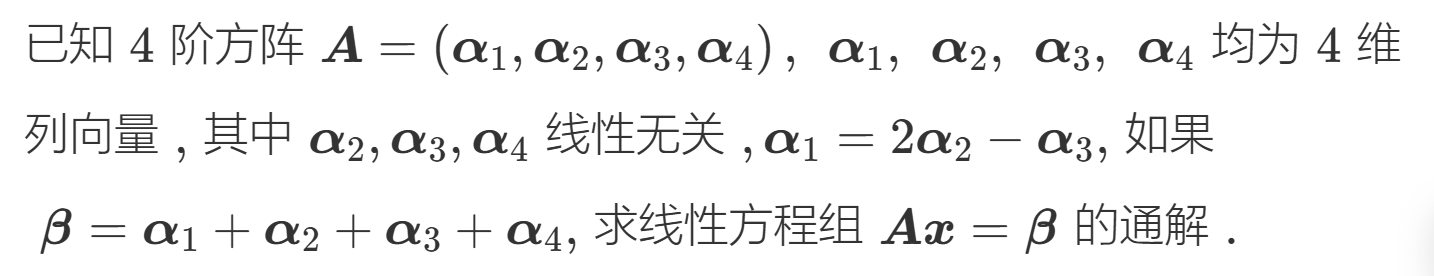 已知 4 阶方阵 A = (α₁, α₂, α₃, α₄) , α₁, α₂, α₃, α₄ 均为 4 维
列向量 , 其中 α₂, α₃, α₄ 线性无关 , α₁ = 2α₂ − α₃, 如果
β = α₁ + α₂ + α₃ + α₄, 求线性方程组 Ax = β 的通解 .